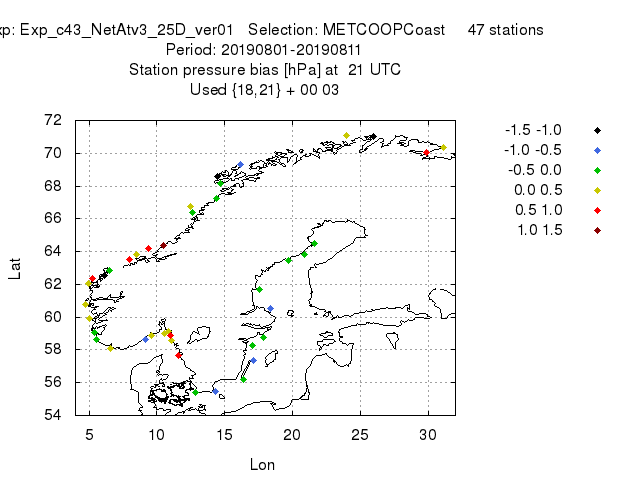 xp: Exp_c43_NetAtv3_25D_ver01 Selection: METCOOPCoast 47 stations
Period: 20190801-20190811
Station pressure bias [hPa] at 21 UTC
Used {18,21} + 00 03
72
70
68
66
64
62
60
58
56
54
5 10 15 20 25 30
Lat
Lon
-1.5 -1.0
-1.0 -0.5
-0.5 0.0
0.0 0.5
0.5 1.0
1.0 1.5